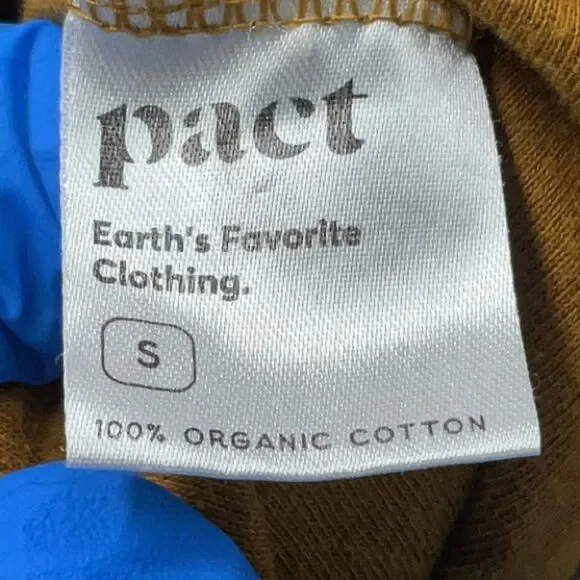 pact
Earth's Favorite
Clothing.
S
100% ORGANIC COTTON